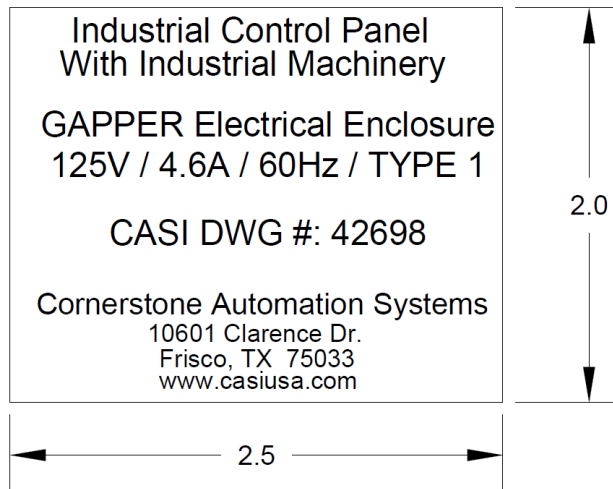 Industrial Control Panel
With Industrial Machinery
GAPPER Electrical Enclosure
125V / 4.6A / 60Hz / TYPE 1
CASI DWG #: 42698
Cornerstone Automation Systems
10601 Clarence Dr.
Frisco, TX  75033
www.casiusa.com
2.0
2.5